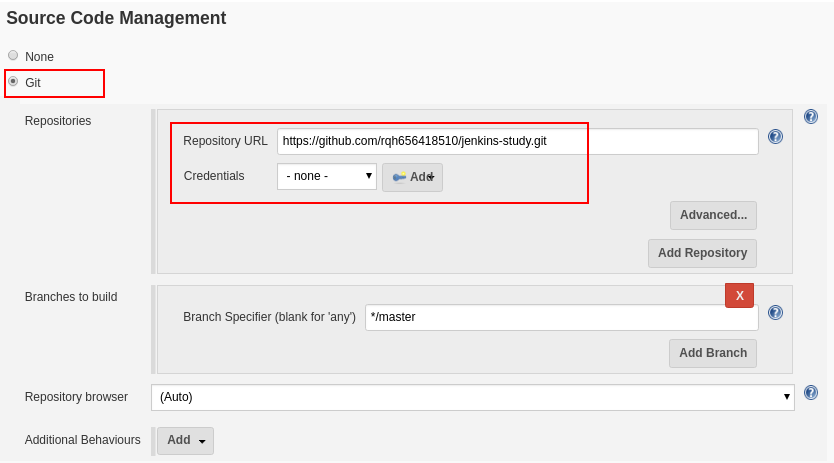 Source Code Management
None
Git
Repositories
Repository URL https://github.com/rqh656418510/jenkins-study.git
Credentials - none - Add
Advanced...
Add Repository
Branches to build
X
Branch Specifier (blank for 'any') */master
Add Branch
Repository browser (Auto)
Additional Behaviours Add